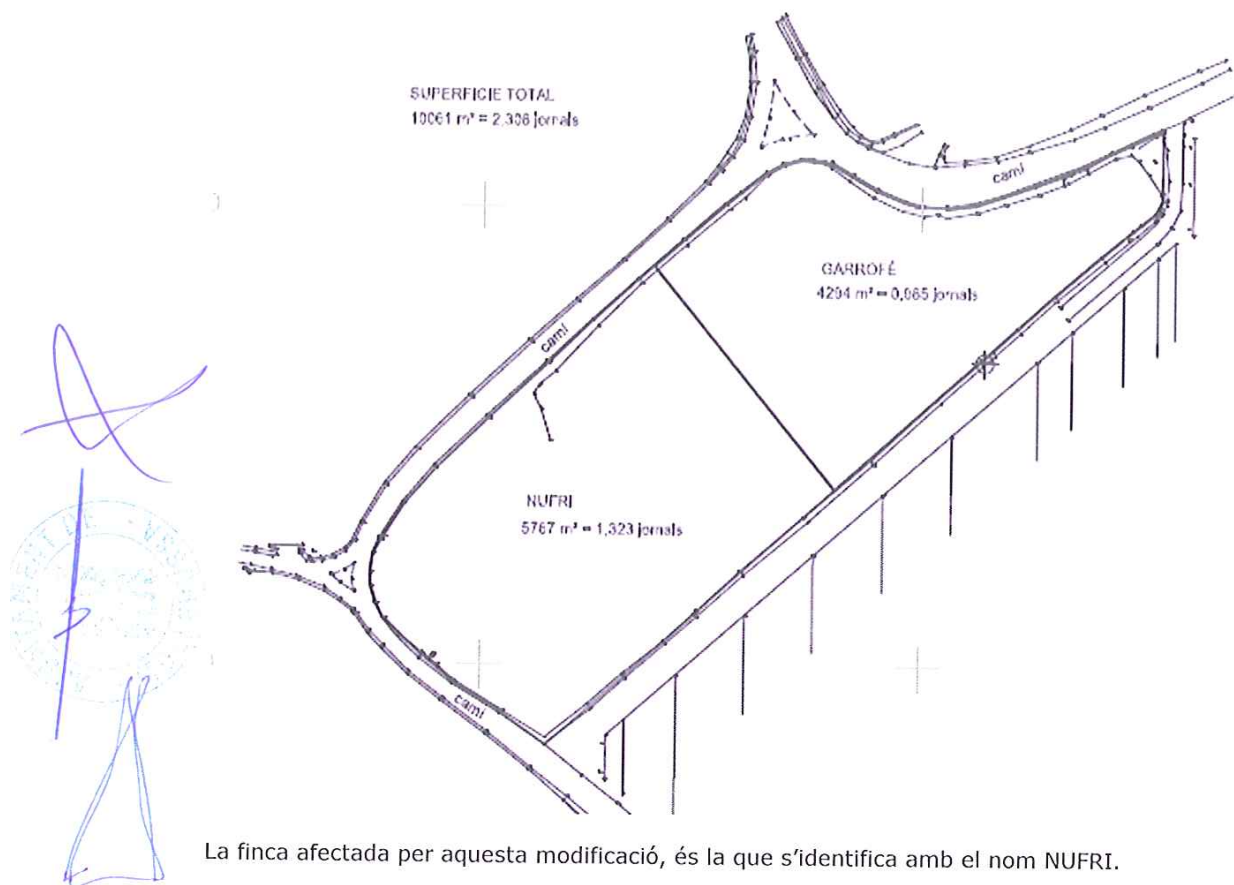 SUPERFICIE TOTAL
10061 m² = 2,308 jornals
camí
GARROFÉ
4294 m² = 0,985 jornals
camí
NUFRI
5767 m² = 1,323 jornals
camí
La finca afectada per aquesta modificació, és la que s'identifica amb el nom NUFRI.